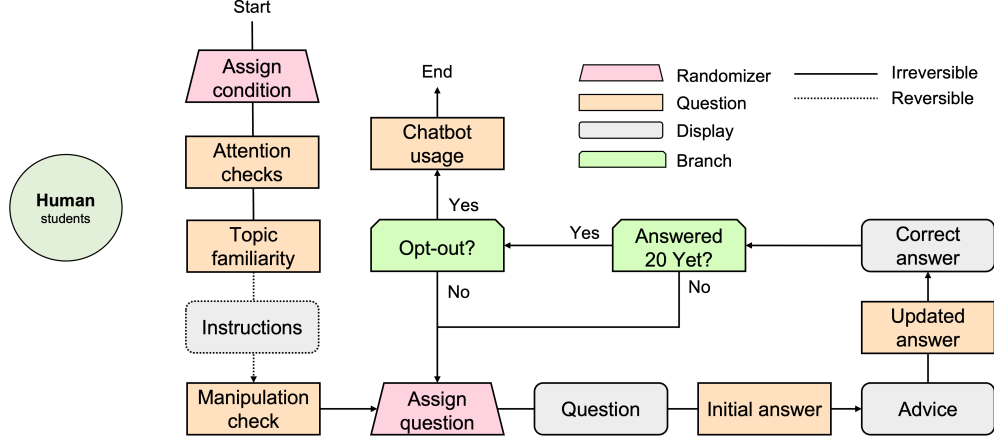 Start
Assign
condition
Attention
checks
Topic
familiarity
Instructions
Manipulation
check
Human
students
End
Chatbot
usage
Yes
Opt-out?
No
Yes
Answered
20 Yet?
No
Assign
question
Question
Initial answer
Advice
Updated
answer
Correct
answer
Randomizer
Question
Display
Branch
Irreversible
Reversible